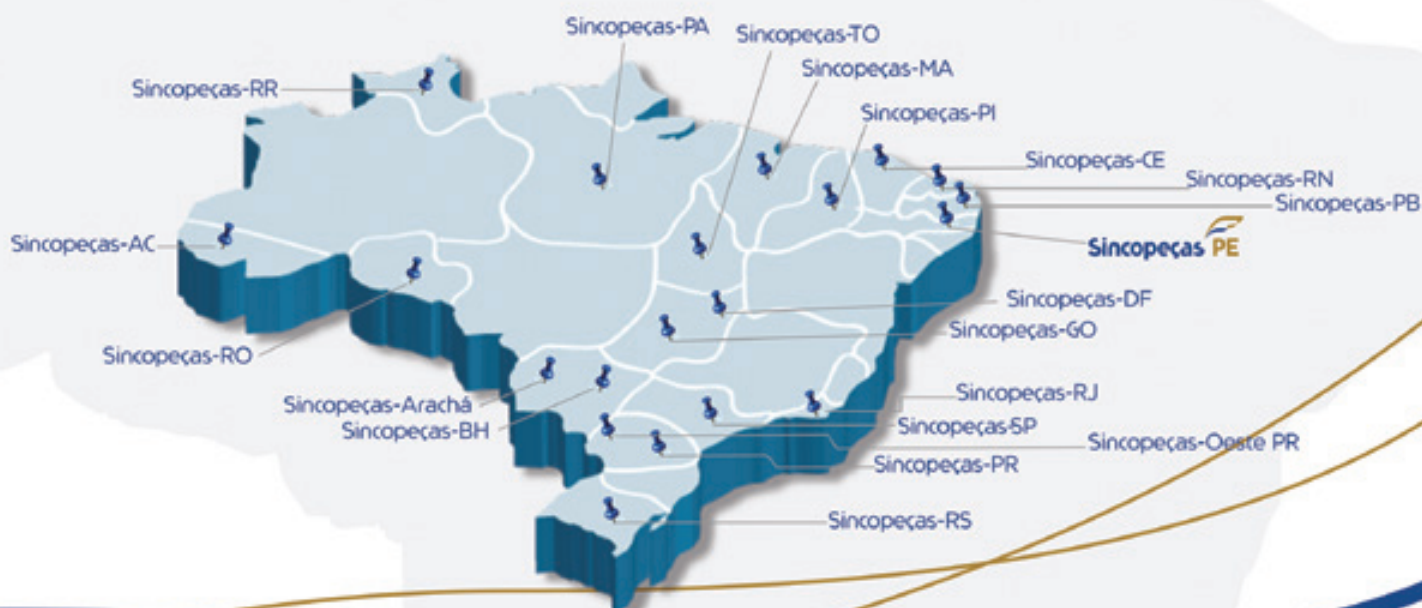 Sincopeças-PA
Sincopeças-TO
Sincopeças-MA
Sincopeças-RR
Sincopeças-PI
Sincopeças-CE
Sincopeças-RN
Sincopeças-PB
Sincopeças-AC
Sincopeças PE
Sincopeças-DF
Sincopeças-GO
Sincopeças-RO
Sincopeças-RJ
Sincopeças-Arachá
Sincopeças-SP
Sincopeças-BH
Sincopeças-Oeste PR
Sincopeças-PR
Sincopeças-RS